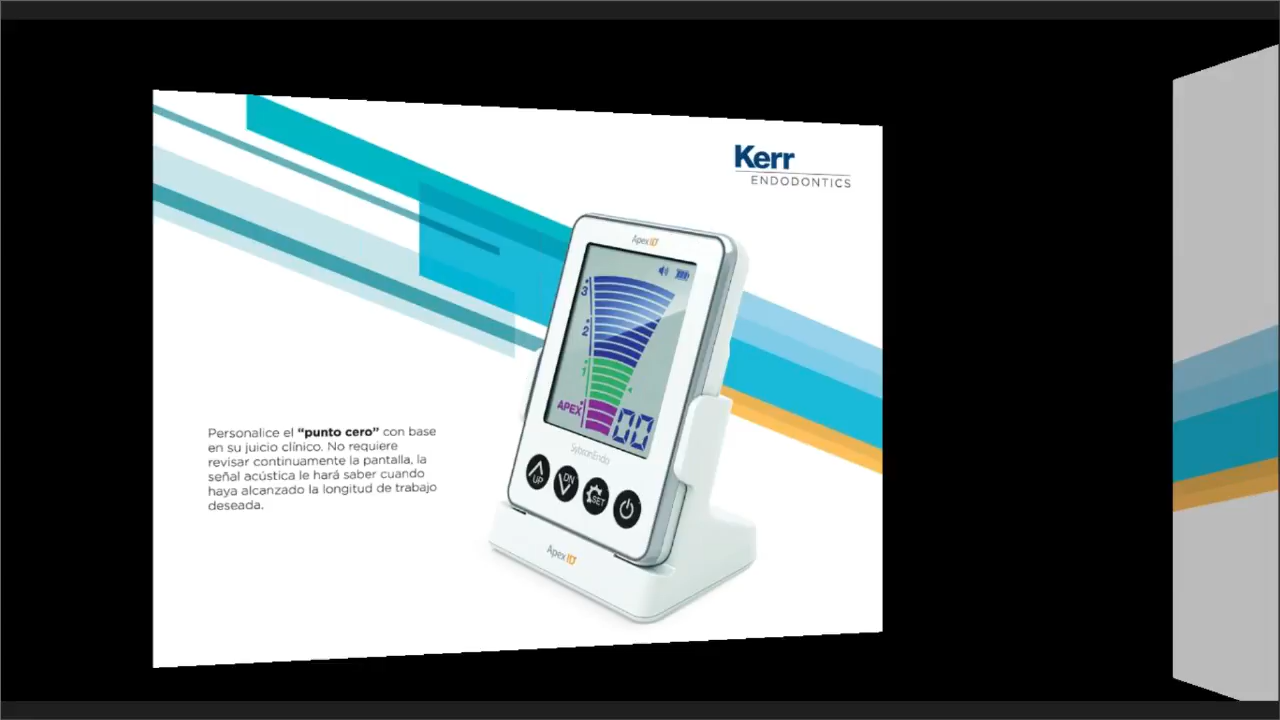 Kerr
ENDODONTICS
Apex ID
3
2
1
APEX
00
SybronEndo
UP
DN
SET
Apex ID
Personalice el “punto cero” con base
en su juicio clínico. No requiere
revisar continuamente la pantalla, la
señal acústica le hará saber cuando
haya alcanzado la longitud de trabajo
deseada.